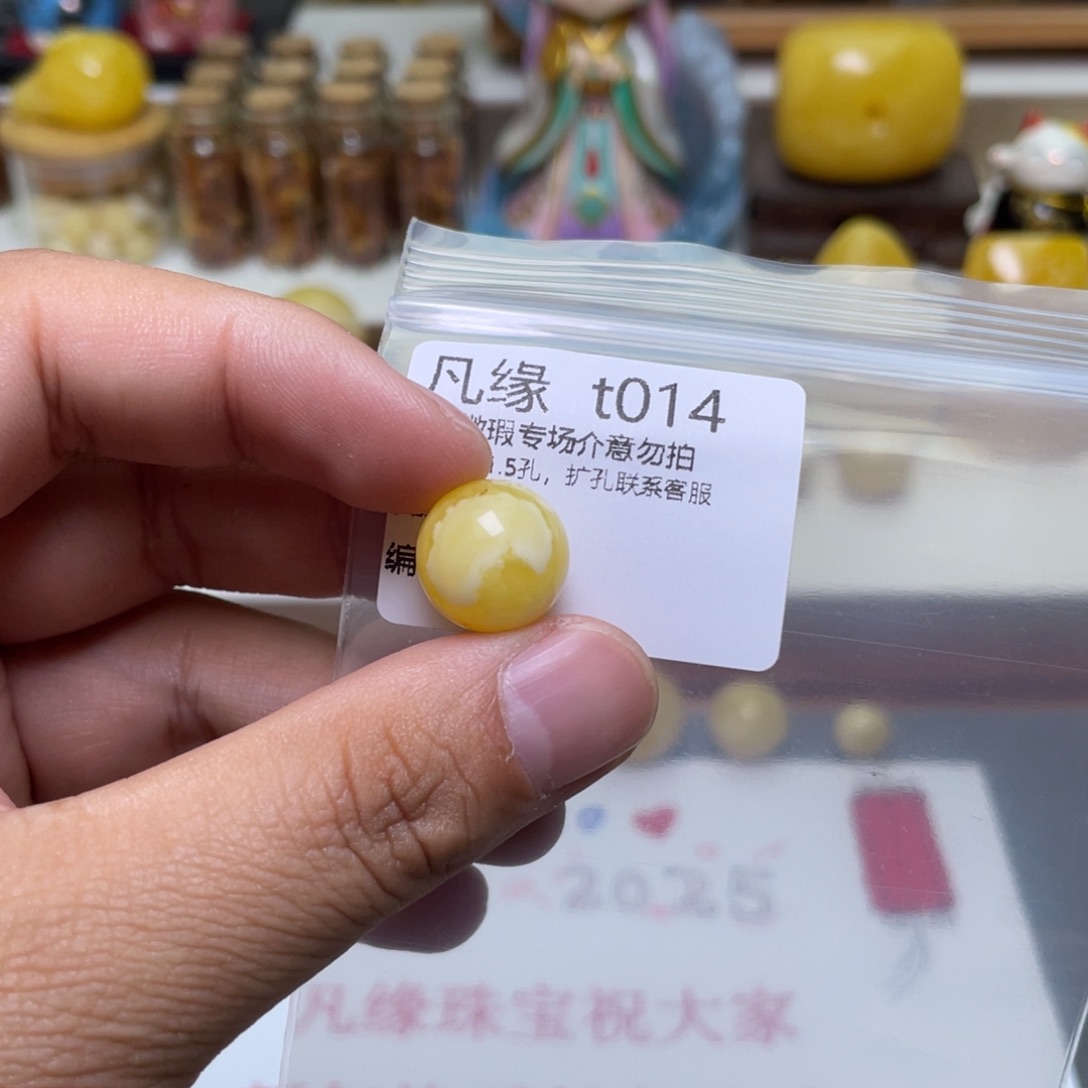 凡缘 t014
瑕专场介意勿拍
.5孔，扩孔联系客服
编
2025
凡缘珠宝祝大家